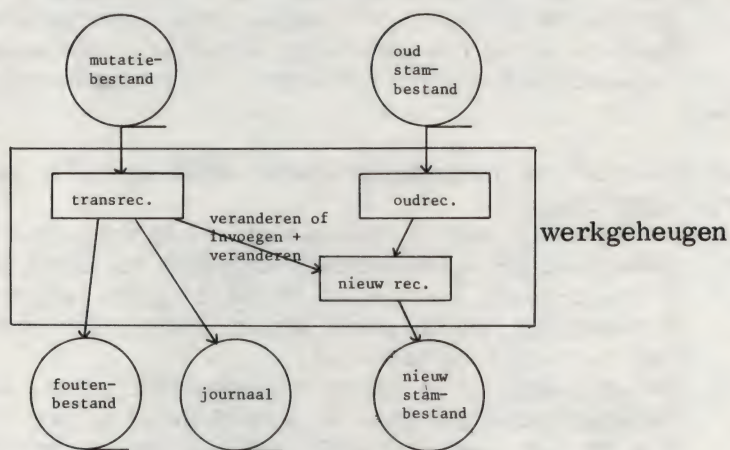 mutatie-
bestand
oud
stam-
bestand
transrec.
oudrec.
veranderen of
invoegen +
veranderen
werkgeheugen
nieuw rec.
fouten-
bestand
journaal
nieuw
stam-
bestand